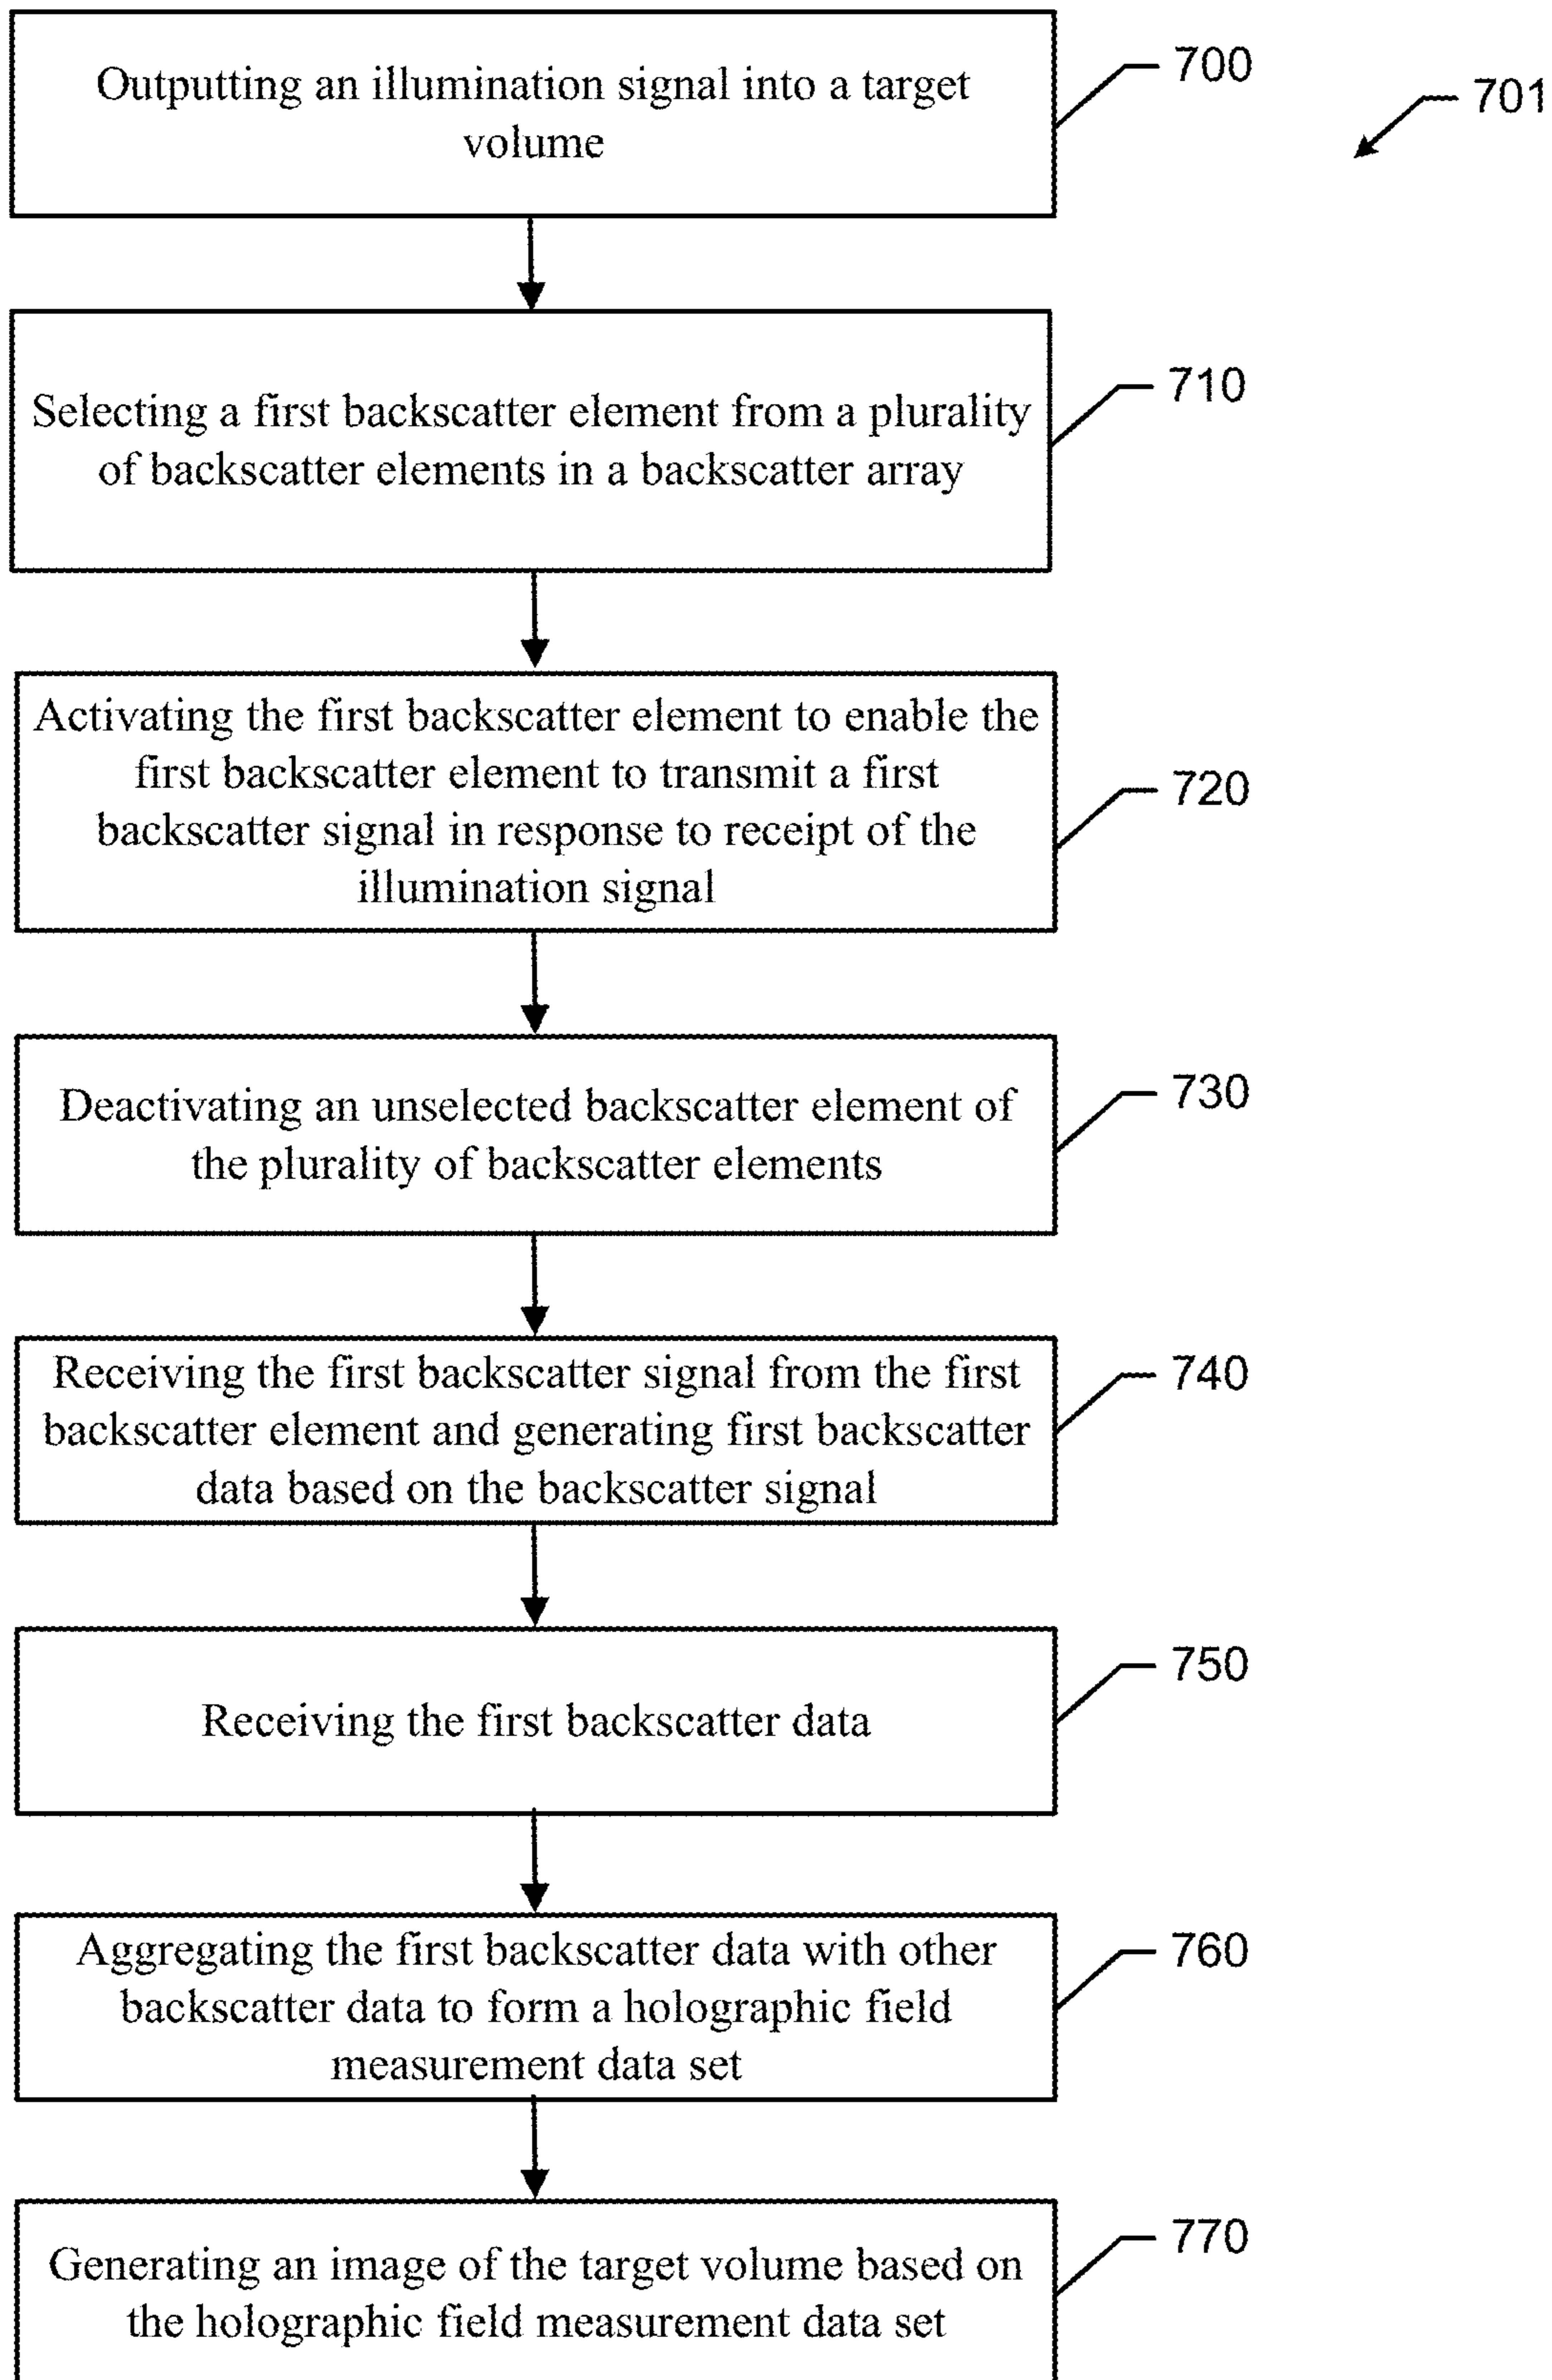 Outputting an illumination signal into a target
volume
700
701
Selecting a first backscatter element from a plurality
of backscatter elements in a backscatter array
710
Activating the first backscatter element to enable the
first backscatter element to transmit a first
backscatter signal in response to receipt of the
illumination signal
720
Deactivating an unselected backscatter element of
the plurality of backscatter elements
730
Receiving the first backscatter signal from the first
backscatter element and generating first backscatter
data based on the backscatter signal
740
Receiving the first backscatter data
750
Aggregating the first backscatter data with other
backscatter data to form a holographic field
measurement data set
760
Generating an image of the target volume based on
the holographic field measurement data set
770